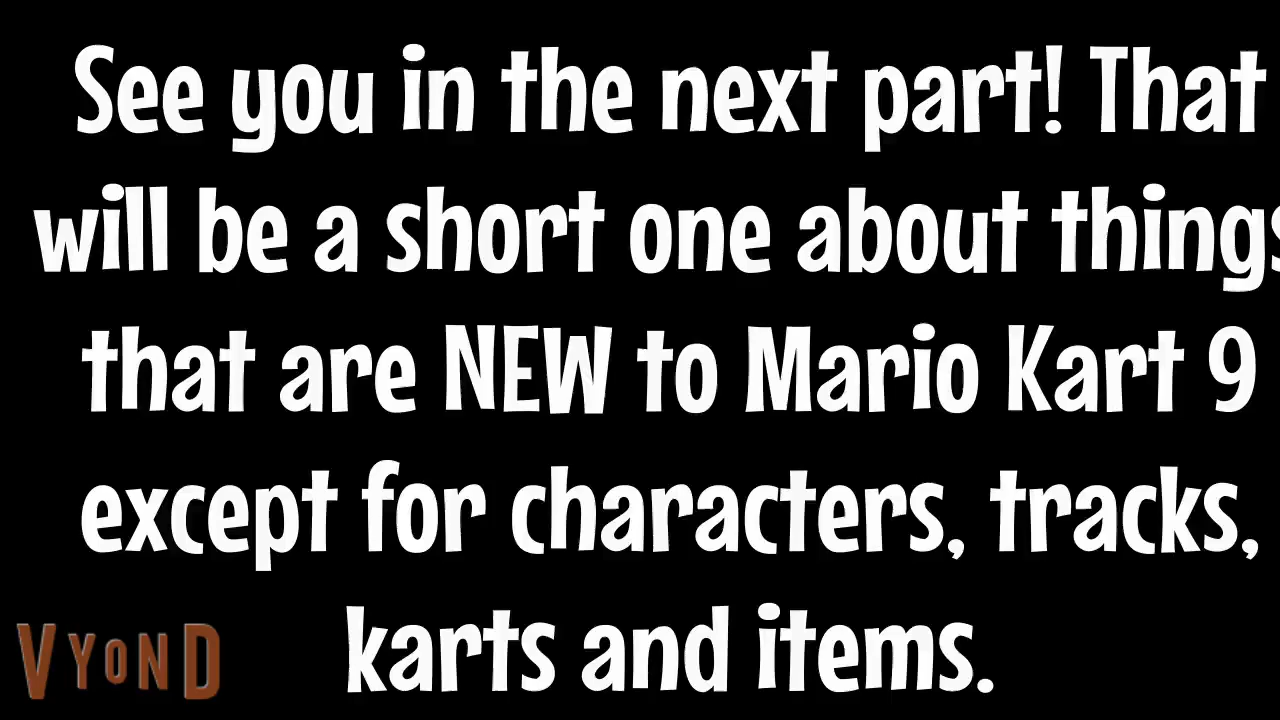 See you in the next part! That
will be a short one about things
that are NEW to Mario Kart 9
except for characters, tracks,
karts and items.
VYOND